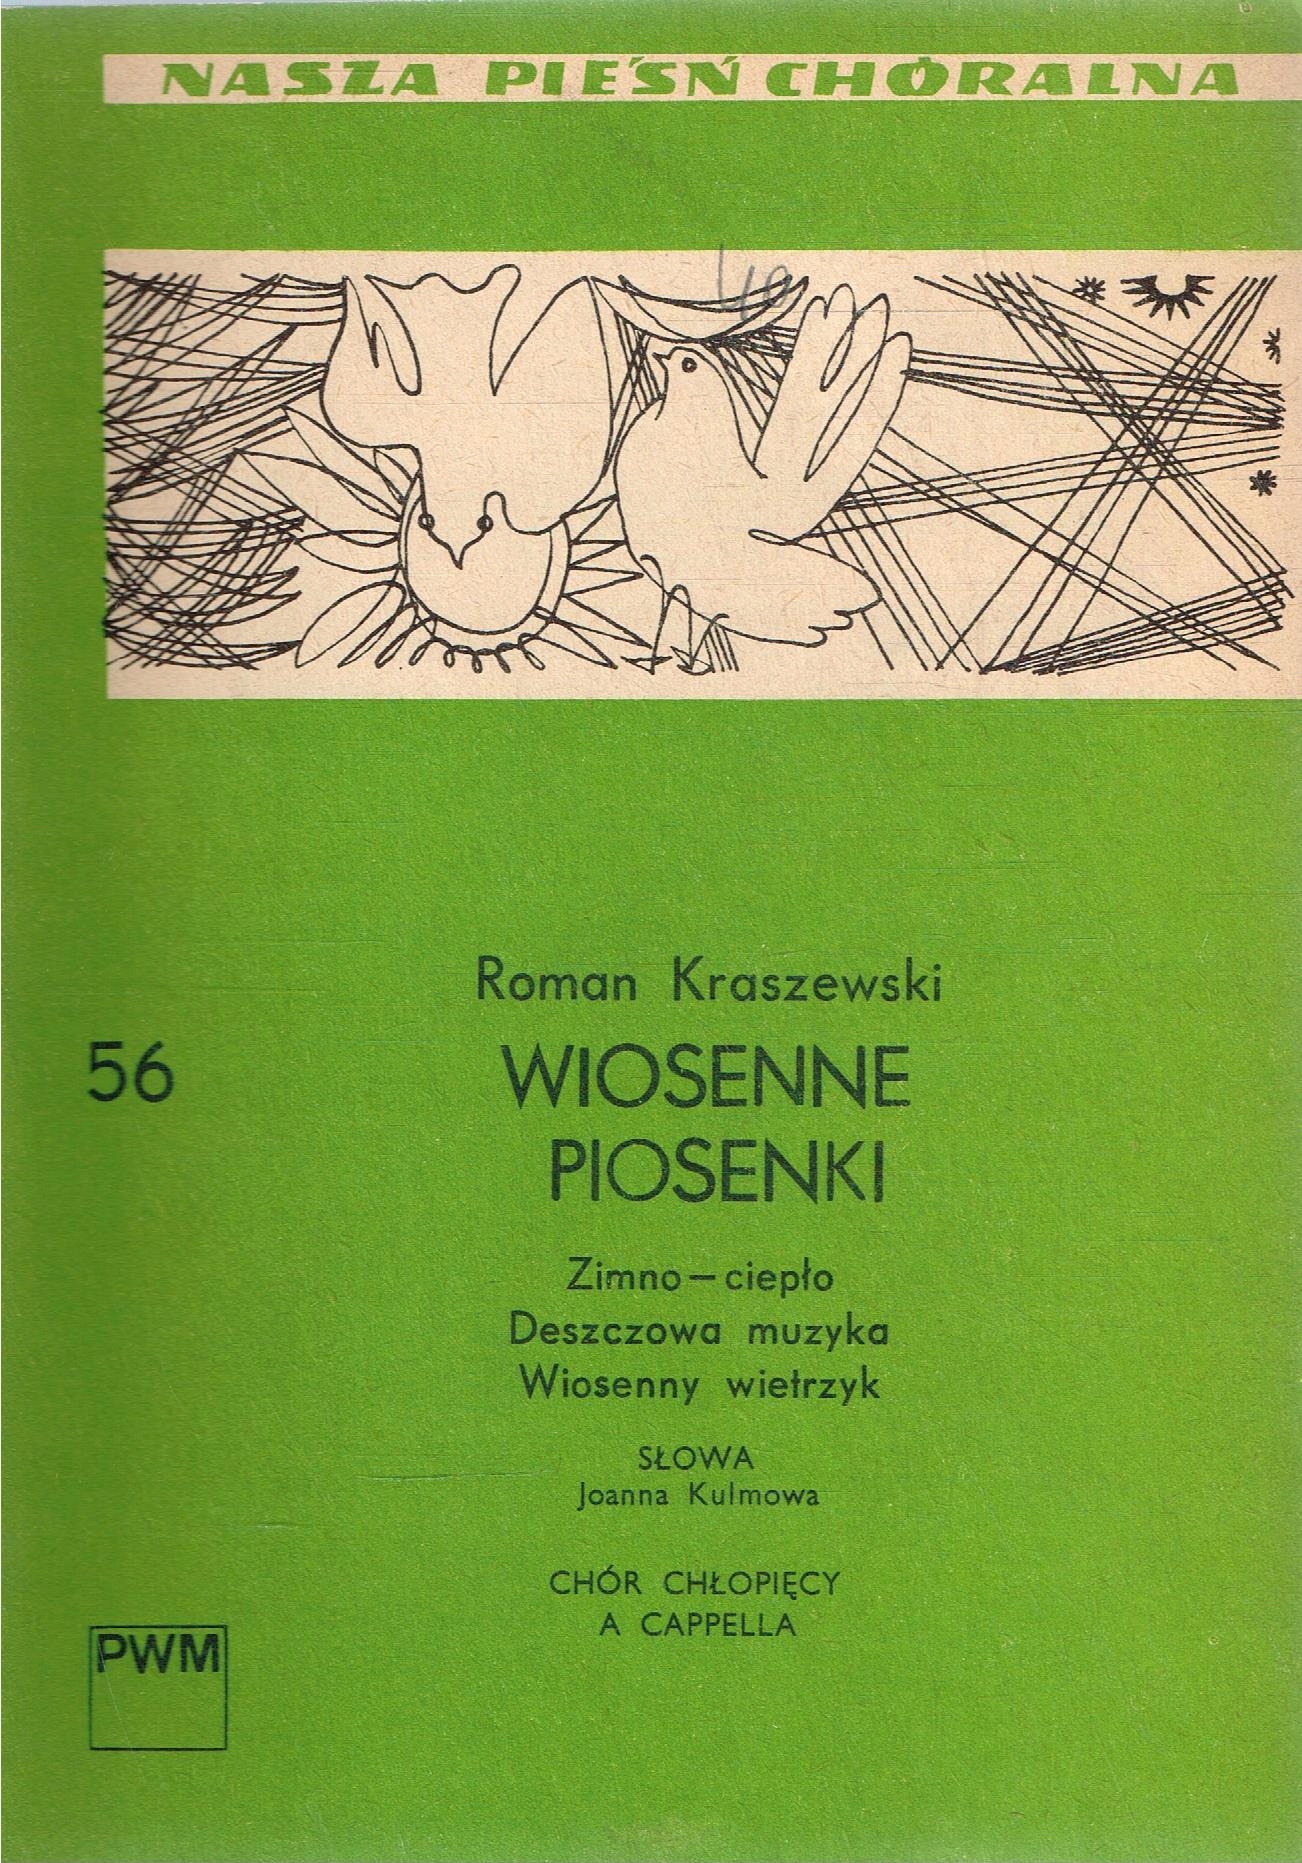 NASZA PIEŚŃ CHÓRALNA
40
Roman Kraszewski
56
WIOSENNE
PIOSENKI
Zimno — ciepło
Deszczowa muzyka
Wiosenny wietrzyk
SŁOWA
Joanna Kulmowa
CHÓR CHŁOPIĘCY
A CAPPELLA
PWM